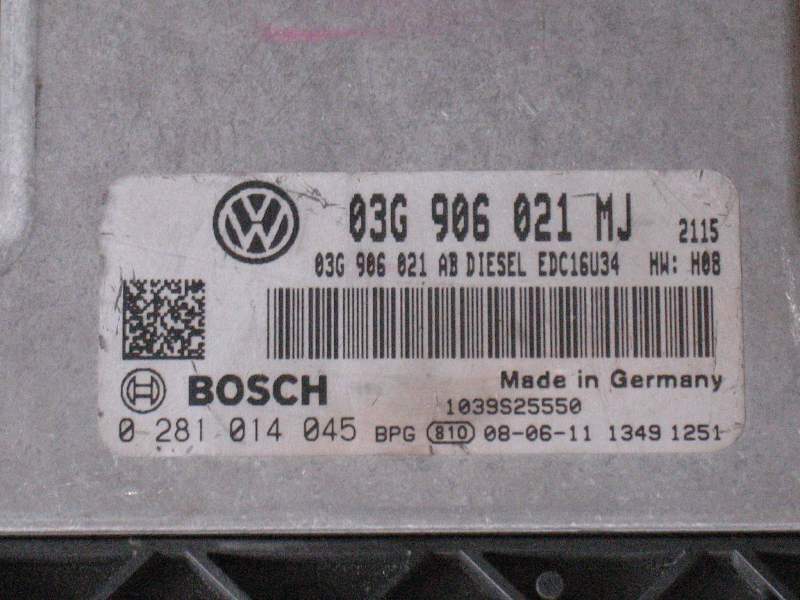 03G 906 021 MJ 2115
03G 906 021 AB DIESEL EDC16U34 HW: H08
BOSCH Made in Germany
1039S25550
0 281 014 045 BPG 810 08-06-11 1349 1251